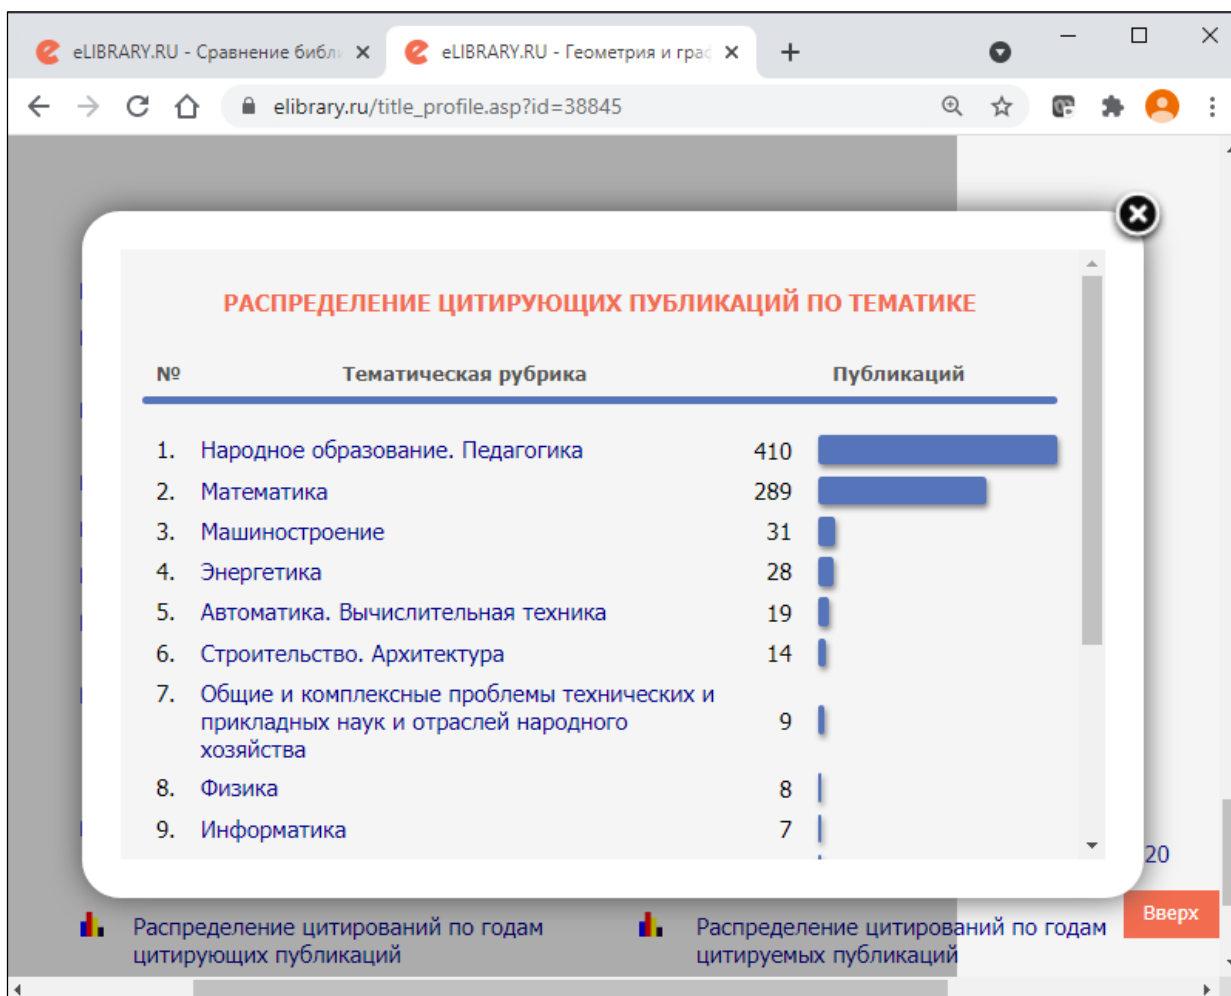 eLIBRARY.RU - Сравнение библи
eLIBRARY.RU - Геометрия и граф
elibrary.ru/title_profile.asp?id=38845
РАСПРЕДЕЛЕНИЕ ЦИТИРУЮЩИХ ПУБЛИКАЦИЙ ПО ТЕМАТИКЕ
№ Тематическая рубрика Публикаций
1. Народное образование. Педагогика 410
2. Математика 289
3. Машиностроение 31
4. Энергетика 28
5. Автоматика. Вычислительная техника 19
6. Строительство. Архитектура 14
7. Общие и комплексные проблемы технических и
прикладных наук и отраслей народного 9
хозяйства
8. Физика 8
9. Информатика 7
20
Вверх
Распределение цитирований по годам
цитирующих публикаций
Распределение цитирований по годам
цитируемых публикаций